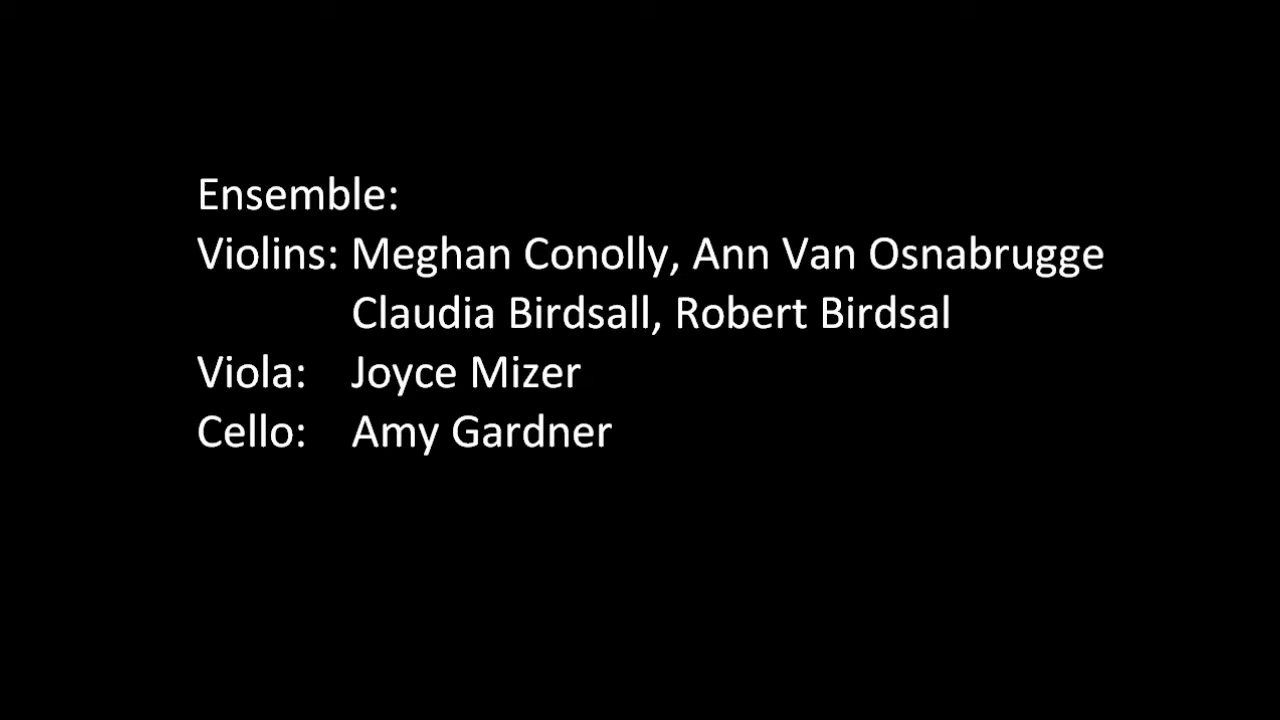 Ensemble:
Violins: Meghan Conolly, Ann Van Osnabrugge
Claudia Birdsall, Robert Birdsal
Viola: Joyce Mizer
Cello: Amy Gardner